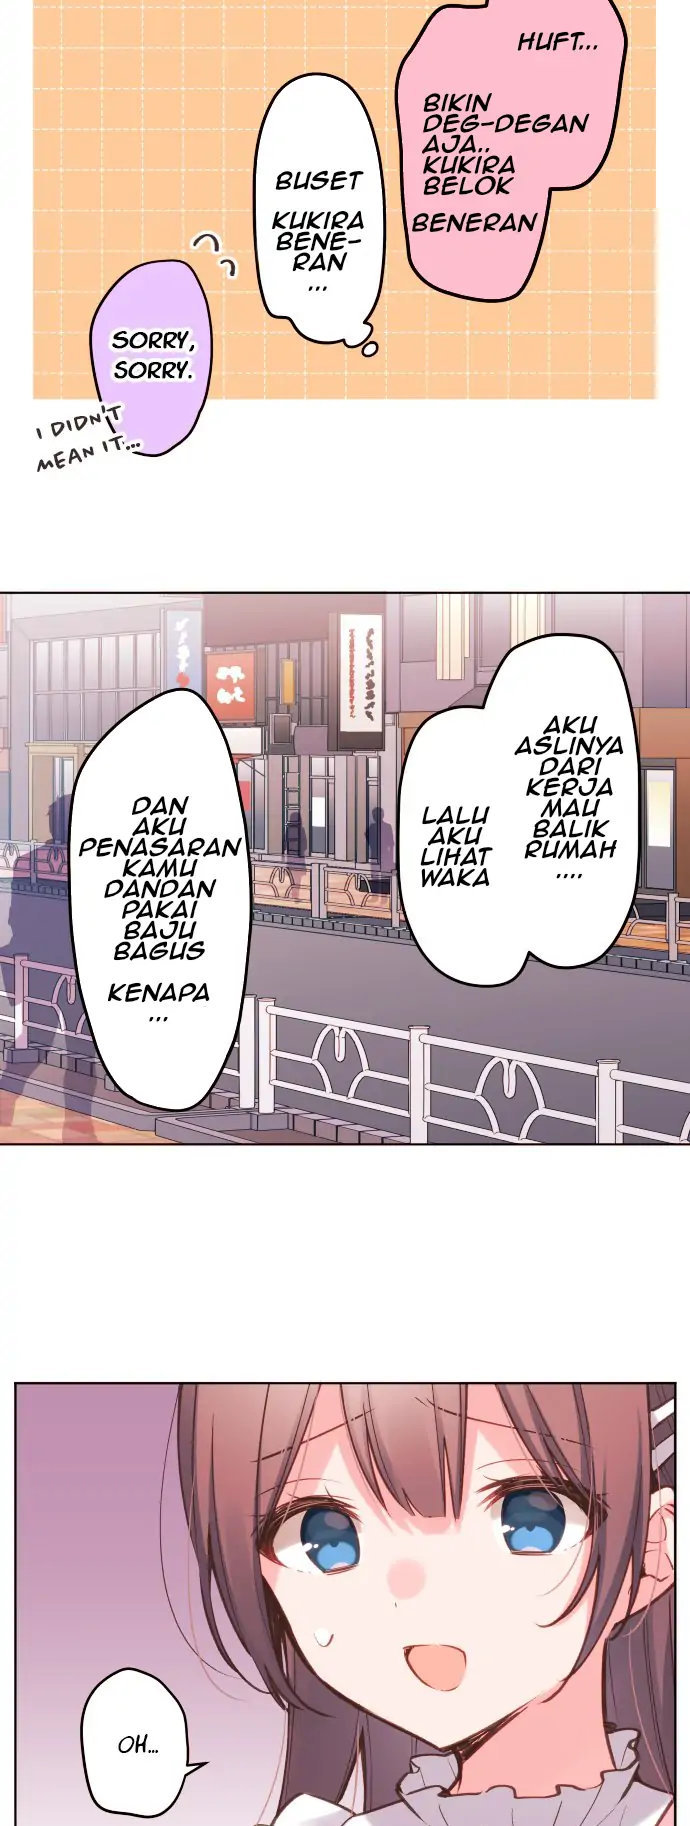 HUFT...
BIKIN
DEG-DEGAN
AJA..
KUKIRA
BELOK
BENERAN
BUSET
KUKIRA
BENE-
RAN
...
SORRY,
SORRY.
I DIDN'T
MEAN IT...
AKU
ASLINYA
DARI
KERJA
MAU
BALIK
RUMAH
....
LALU
AKU
LIHAT
WAKA
DAN
AKU
PENASARAN
KAMU
DANDAN
PAKAI
BAJU
BAGUS
KENAPA
...
OH...